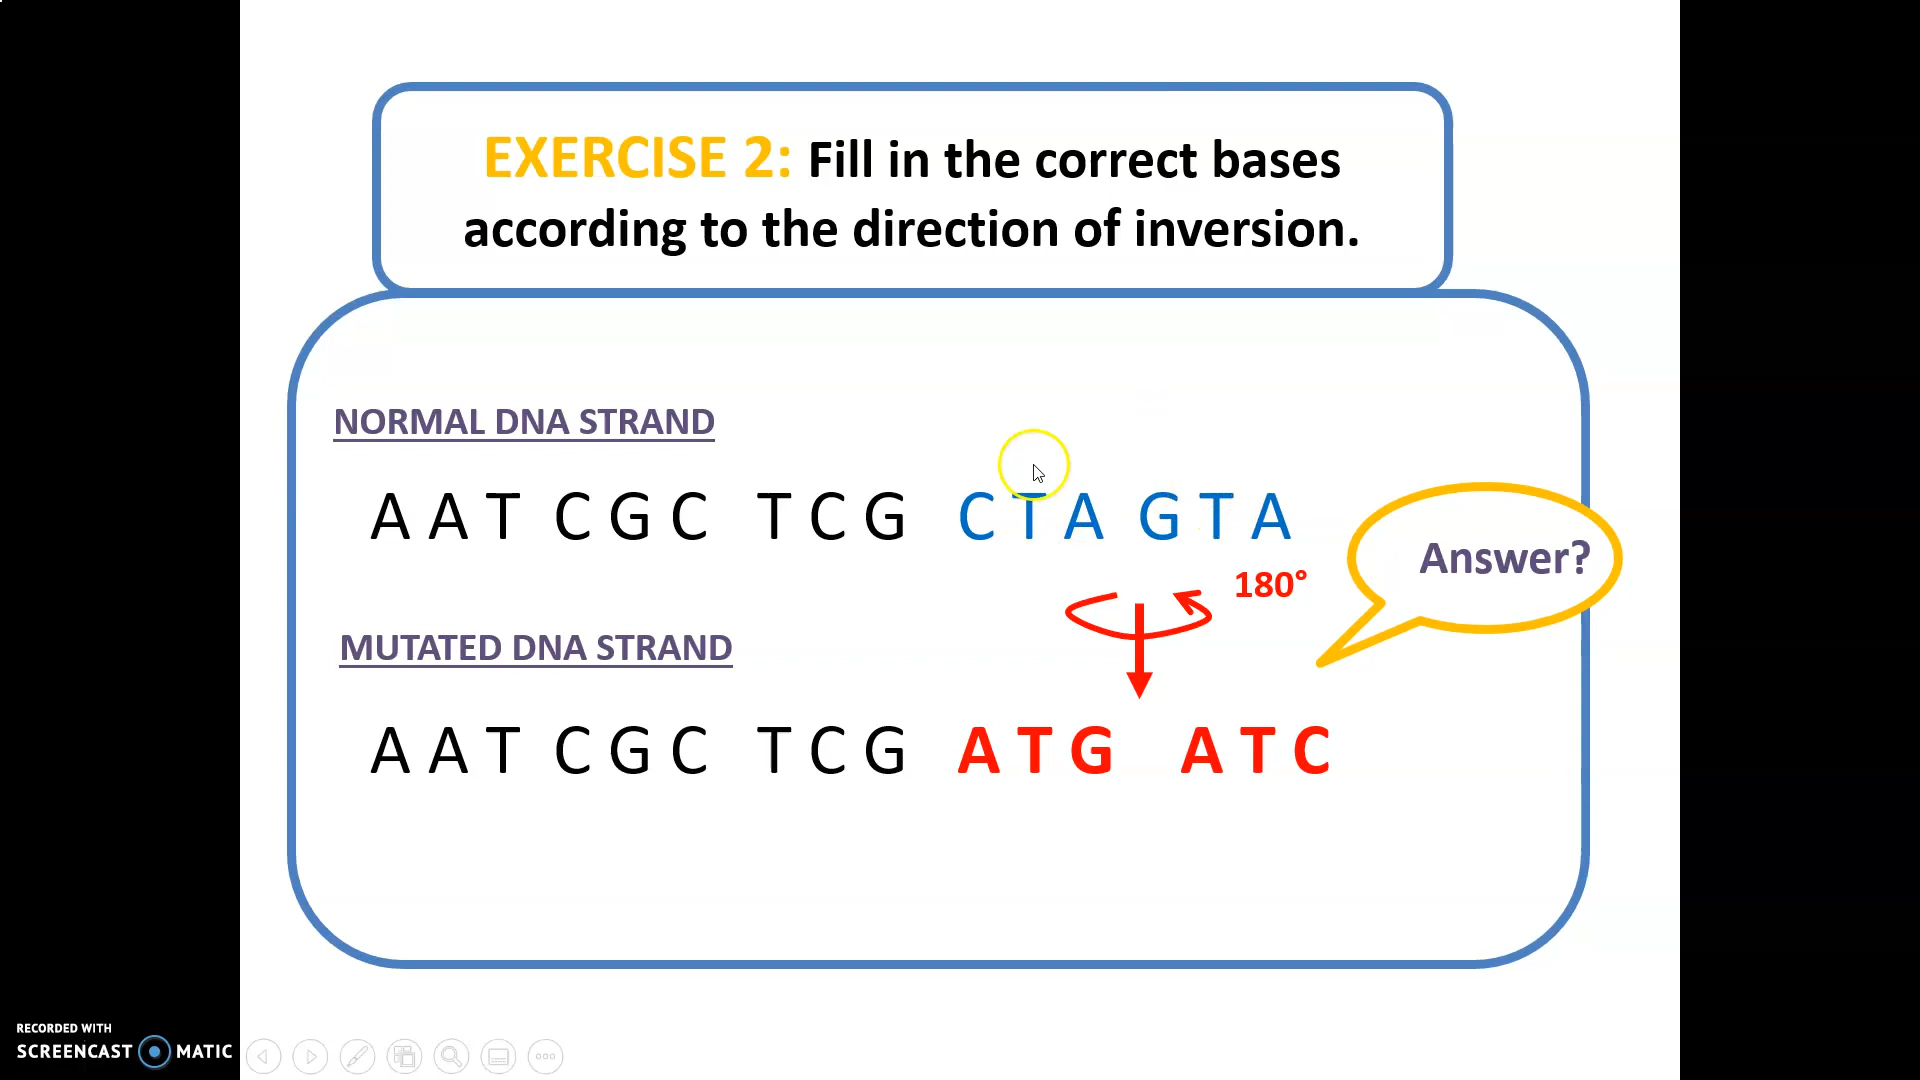 EXERCISE 2: Fill in the correct bases
according to the direction of inversion.
NORMAL DNA STRAND
A A T C G C T C G C T A G T A
Answer?
180°
MUTATED DNA STRAND
A A T C G C T C G A T G A T C
RECORDED WITH
SCREENCAST MATIC